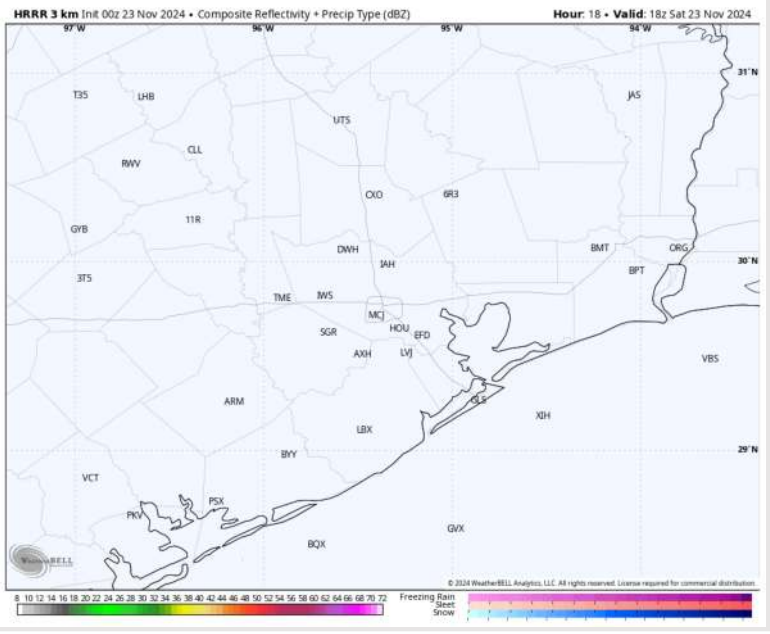 HRRR 3 km Init 00z 23 Nov 2024 • Composite Reflectivity + Precip Type (dBZ) Hour: 18 • Valid: 18z Sat 23 Nov 2024
97°W 96°W 95°W 94°W
31°N
T35 LHB JAS
UTS
CLL
RWV
CXO 6R3
11R
GYB
DWH BMT ORG
IAH 30°N
3T5 BPT
TME IWS
MCJ
SGR HOU EFD
AXH LVJ VBS
ARM GLS
XIH
LBX
BYY 29°N
VCT
PSX
PKV
GVX
BQX
WeatherBELL
© 2024 WeatherBELL Analytics, LLC. All rights reserved. License required for commercial distribution.
8 10 12 14 16 18 20 22 24 26 28 30 32 34 36 38 40 42 44 46 48 50 52 54 56 58 60 62 64 66 68 70 72
Freezing Rain
Sleet
Snow